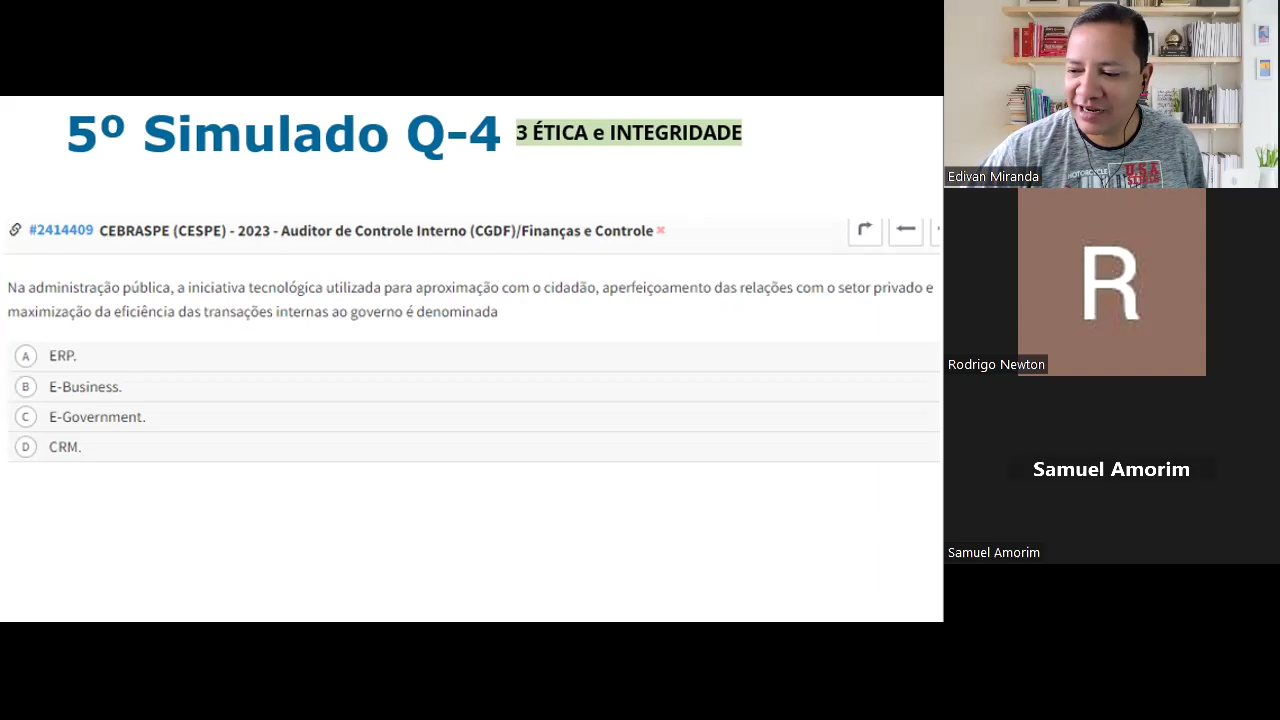 5º Simulado Q-4 3 ÉTICA e INTEGRIDADE
#2414409 CEBRASPE (CESPE) - 2023 - Auditor de Controle Interno (CGDF)/Finanças e Controle
Na administração pública, a iniciativa tecnológica utilizada para aproximação com o cidadão, aperfeiçoamento das relações com o setor privado e
maximização da eficiência das transações internas ao governo é denominada
A ERP.
B E-Business.
C E-Government.
D CRM.
MOTORCYCLE
USA
Edivan Miranda
R
Rodrigo Newton
Samuel Amorim
Samuel Amorim